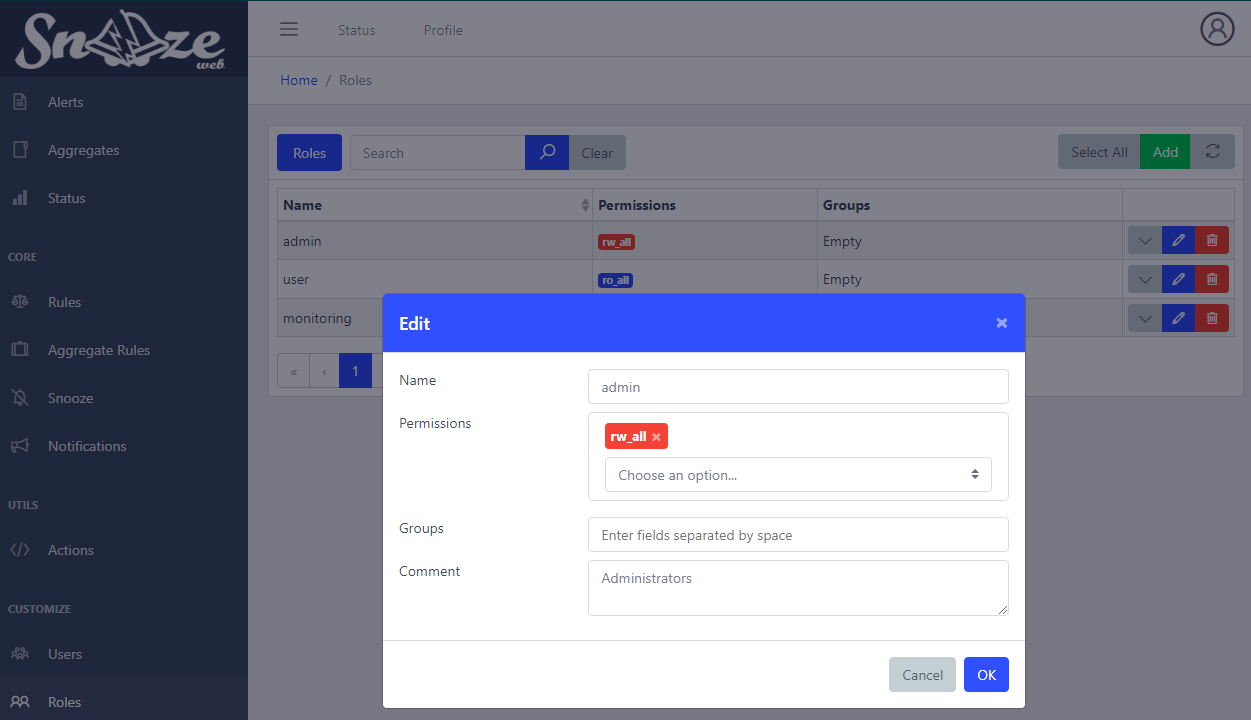 Snooze
web
Status
Profile
Home / Roles
Alerts
Aggregates
Status
CORE
Rules
Aggregate Rules
Snooze
Notifications
UTILS
Actions
CUSTOMIZE
Users
Roles
Roles
Search
Clear
Select All
Add
Name Permissions Groups
admin rw_all Empty
user ro_all Empty
monitoring
« ‹ 1
Edit ×
Name admin
Permissions rw_all ×
Choose an option...
Groups Enter fields separated by space
Comment Administrators
Cancel OK